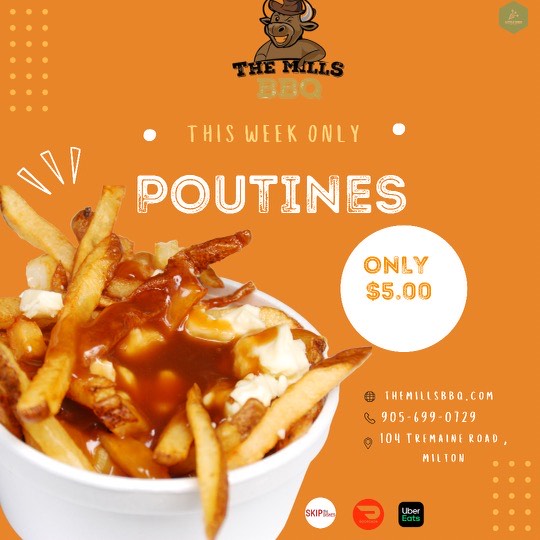 THE MILLS
BBQ
THIS WEEK ONLY
POUTINES
ONLY
$5.00
THEMILLSBBQ.COM
905-699-0729
104 TREMAINE ROAD,
MILTON
SKIP
Uber
Eats